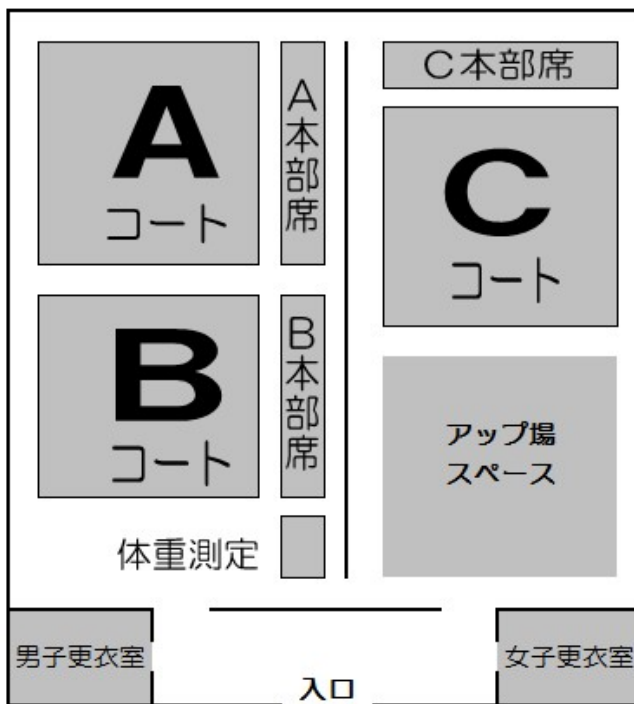 A
コート
A本部席
C本部席
C
コート
B
コート
B本部席
アップ場
スペース
体重測定
男子更衣室
入口
女子更衣室